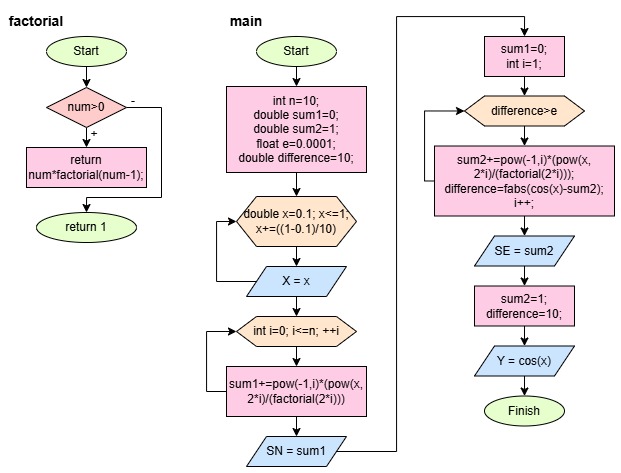 factorial
Start
num>0
-
+
return
num*factorial(num-1);
return 1
main
Start
int n=10;
double sum1=0;
double sum2=1;
float e=0.0001;
double difference=10;
double x=0.1; x<=1;
x+=((1-0.1)/10)
X = x
int i=0; i<=n; ++i
sum1+=pow(-1,i)*(pow(x,
2*i)/(factorial(2*i)))
SN = sum1
sum1=0;
int i=1;
difference>e
sum2+=pow(-1,i)*(pow(x,
2*i)/(factorial(2*i)));
difference=fabs(cos(x)-sum2);
i++;
SE = sum2
sum2=1;
difference=10;
Y = cos(x)
Finish